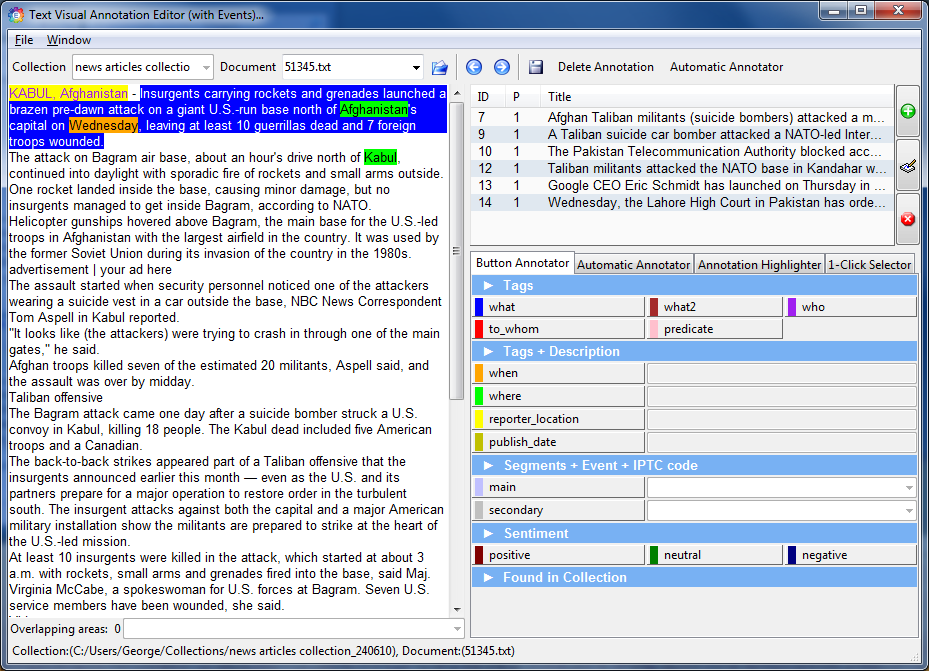 Text Visual Annotation Editor (with Events)...
File Window
Collection news articles collectio Document 51345.txt Delete Annotation Automatic Annotator
KABUL, Afghanistan - Insurgents carrying rockets and grenades launched a
brazen pre-dawn attack on a giant U.S.-run base north of Afghanistan's
capital on Wednesday, leaving at least 10 guerrillas dead and 7 foreign
troops wounded.
The attack on Bagram air base, about an hour's drive north of Kabul,
continued into daylight with sporadic fire of rockets and small arms outside.
One rocket landed inside the base, causing minor damage, but no
insurgents managed to get inside Bagram, according to NATO.
Helicopter gunships hovered above Bagram, the main base for the U.S.-led
troops in Afghanistan with the largest airfield in the country. It was used by
the former Soviet Union during its invasion of the country in the 1980s.
advertisement | your ad here
The assault started when security personnel noticed one of the attackers
wearing a suicide vest in a car outside the base, NBC News Correspondent
Tom Aspell in Kabul reported.
"It looks like (the attackers) were trying to crash in through one of the main
gates," he said.
Afghan troops killed seven of the estimated 20 militants, Aspell said, and
the assault was over by midday.
Taliban offensive
The Bagram attack came one day after a suicide bomber struck a U.S.
convoy in Kabul, killing 18 people. The Kabul dead included five American
troops and a Canadian.
The back-to-back strikes appeared part of a Taliban offensive that the
insurgents announced earlier this month — even as the U.S. and its
partners prepare for a major operation to restore order in the turbulent
south. The insurgent attacks against both the capital and a major American
military installation show the militants are prepared to strike at the heart of
the U.S.-led mission.
At least 10 insurgents were killed in the attack, which started at about 3
a.m. with rockets, small arms and grenades fired into the base, said Maj.
Virginia McCabe, a spokeswoman for U.S. forces at Bagram. Seven U.S.
service members have been wounded, she said.
Overlapping areas: 0
ID P Title
7 1 Afghan Taliban militants (suicide bombers) attacked a m...
9 1 A Taliban suicide car bomber attacked a NATO-led Inter...
10 1 The Pakistan Telecommunication Authority blocked acc...
12 1 Taliban militants attacked the NATO base in Kandahar w...
13 1 Google CEO Eric Schmidt has launched on Thursday in ...
14 1 Wednesday, the Lahore High Court in Pakistan has orde...
Button Annotator Automatic Annotator Annotation Highlighter 1-Click Selector
Tags
what what2 who
to_whom predicate
Tags + Description
when
where
reporter_location
publish_date
Segments + Event + IPTC code
main
secondary
Sentiment
positive neutral negative
Found in Collection
Collection:(C:/Users/George/Collections/news articles collection_240610), Document:(51345.txt)